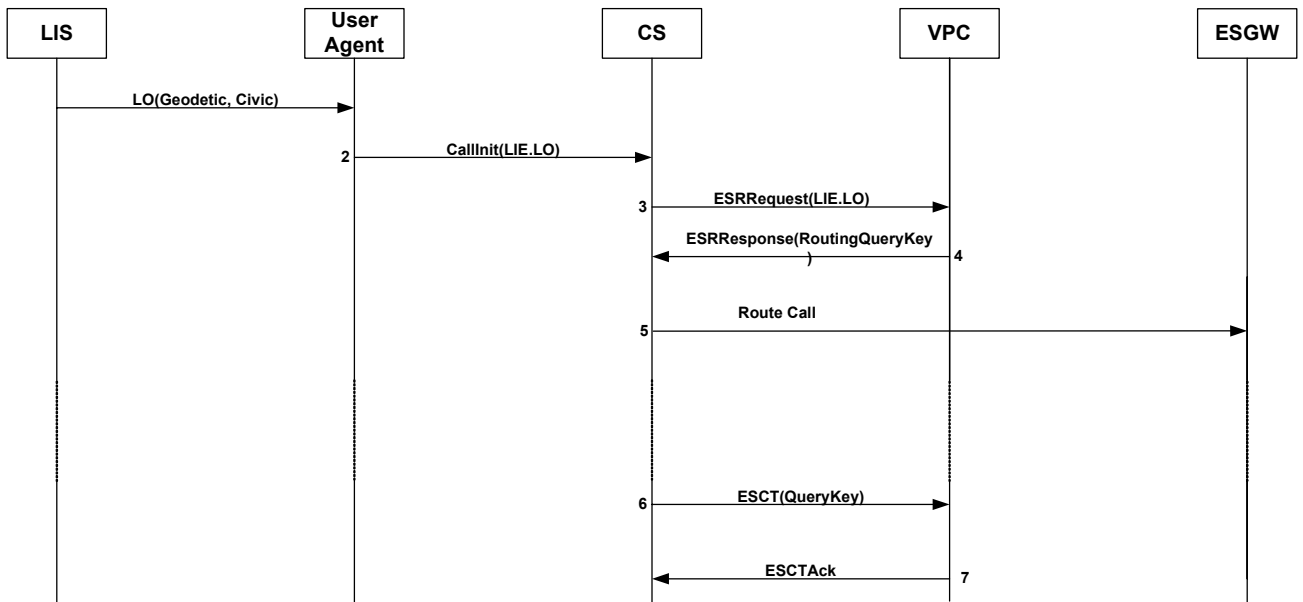 LIS
User
Agent
CS
VPC
ESGW
LO(Geodetic, Civic)
2
CallInit(LIE.LO)
3
ESRRequest(LIE.LO)
ESRResponse(RoutingQueryKey
)
4
5
Route Call
6
ESCT(QueryKey)
ESCTAck
7